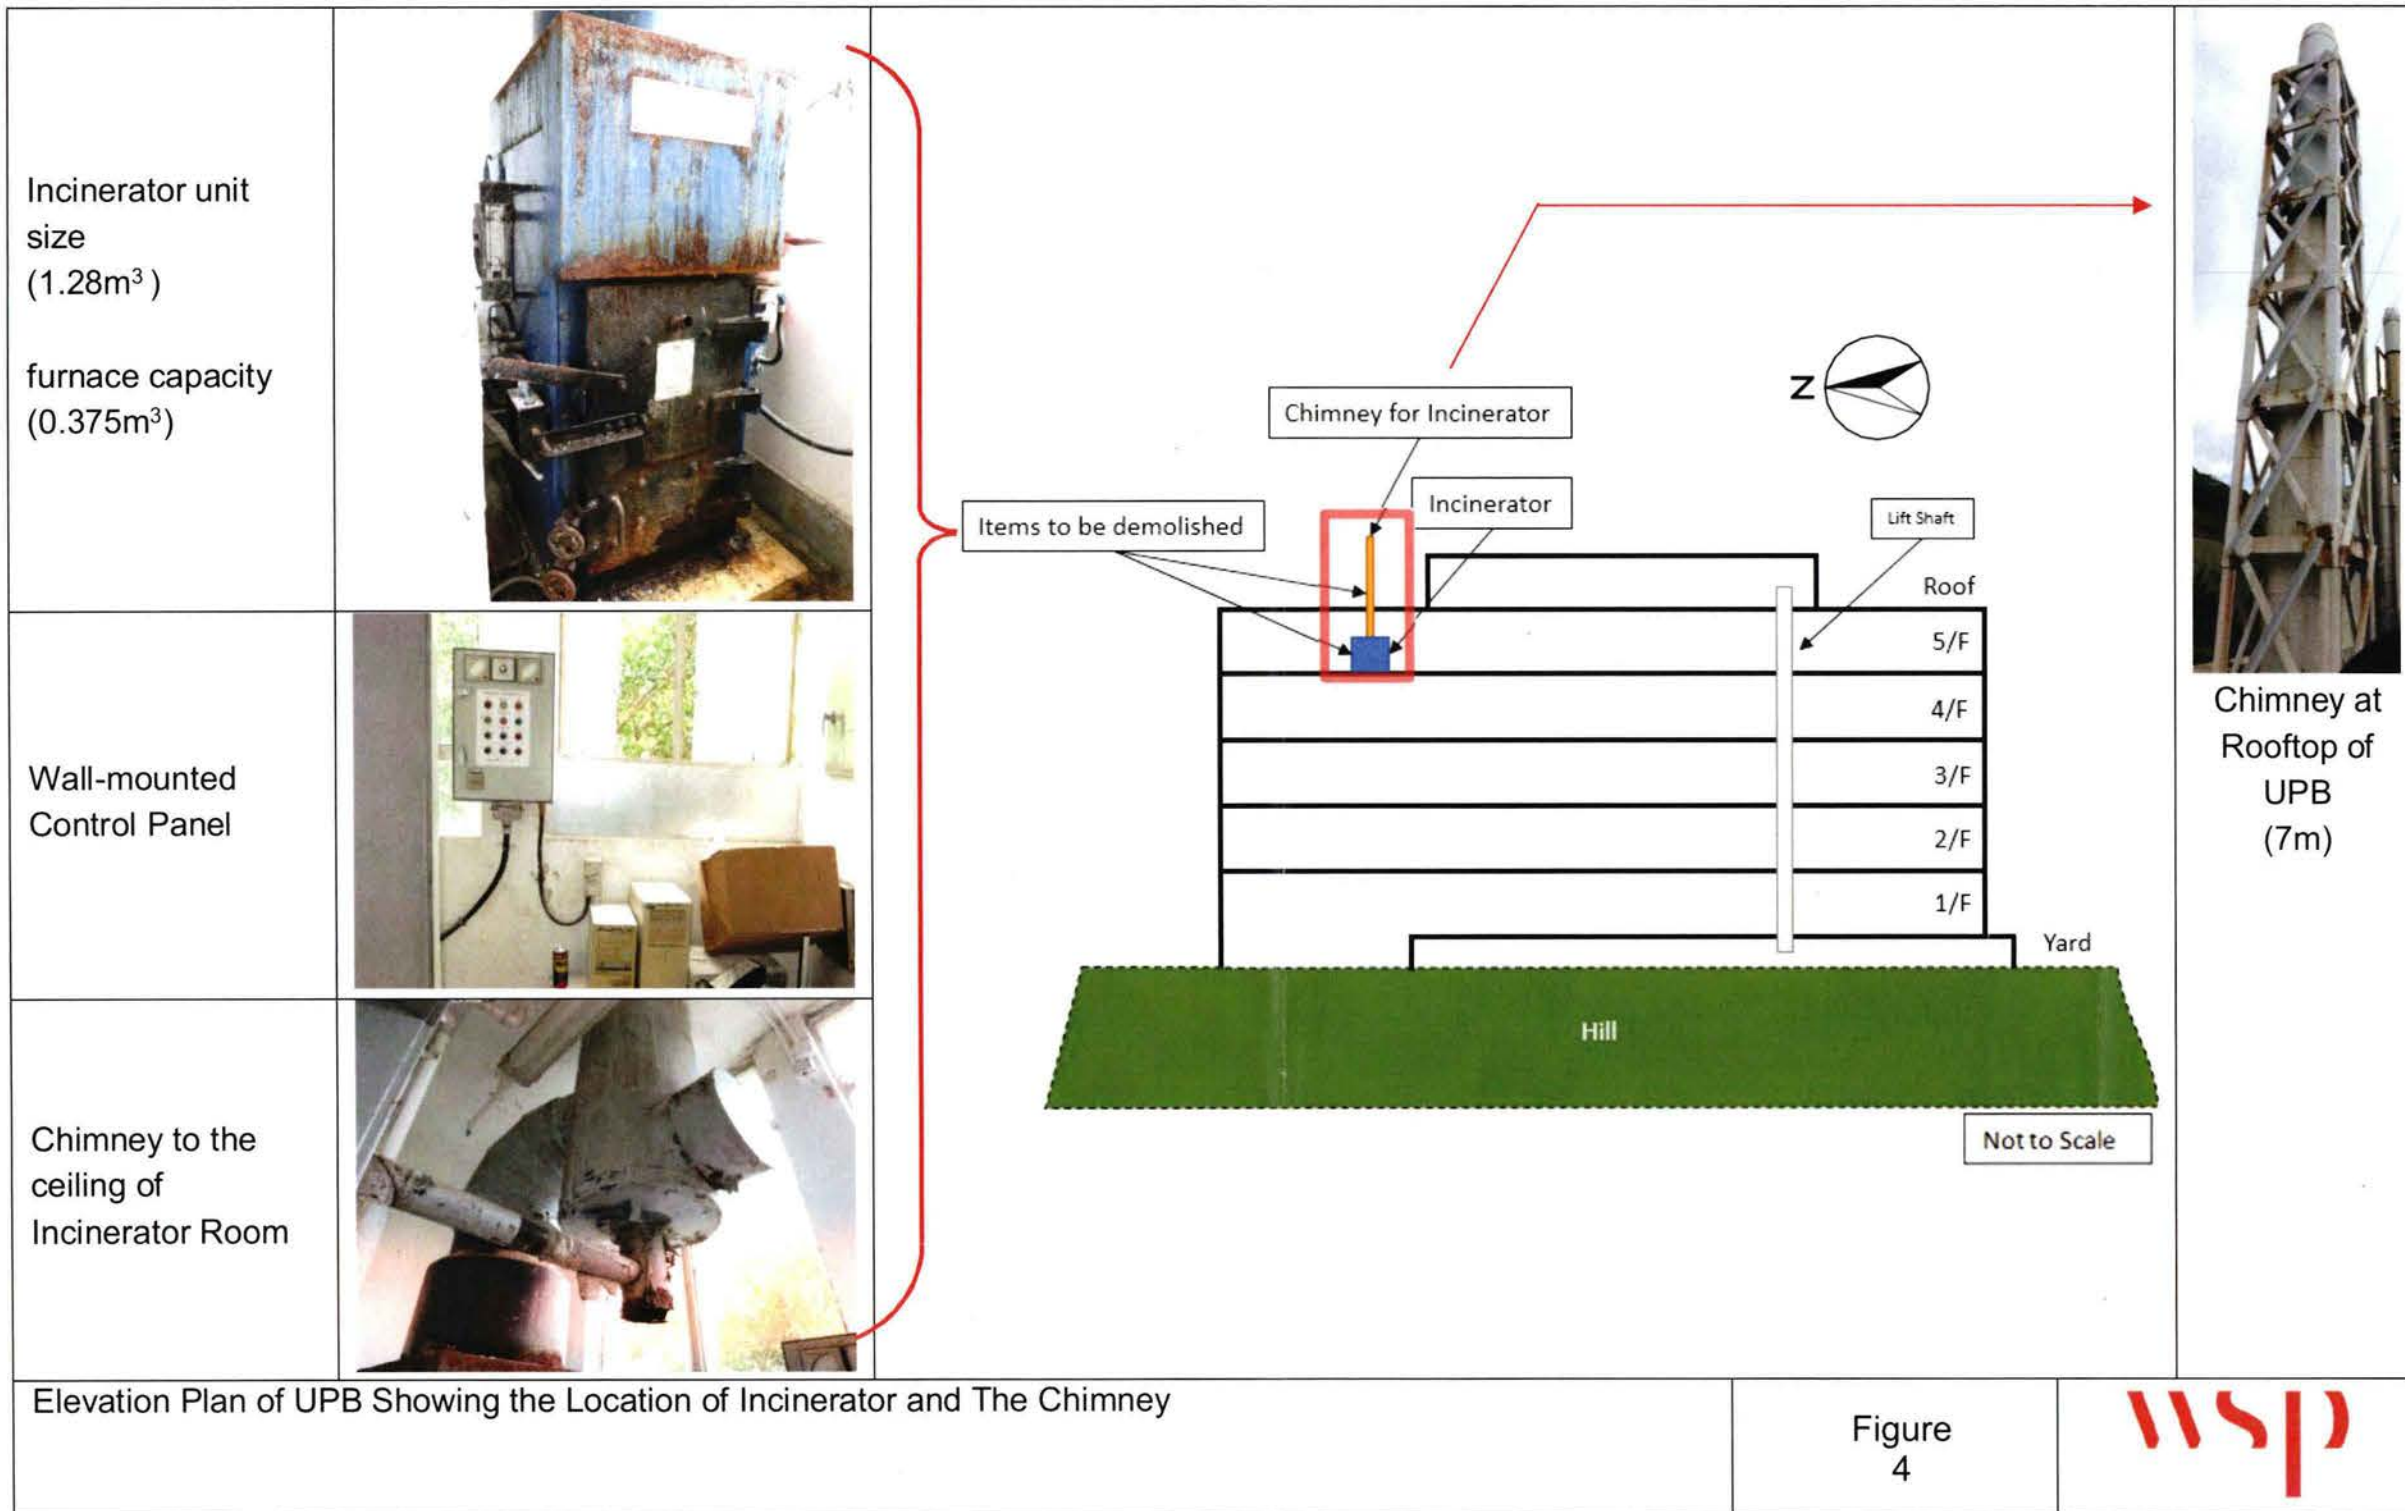 Incinerator unit
size
(1.28m³ )
furnace capacity
(0.375m³)
Wall-mounted
Control Panel
Chimney to the
ceiling of
Incinerator Room
Items to be demolished
Chimney for Incinerator
Incinerator
Lift Shaft
Z
Roof
5/F
4/F
3/F
2/F
1/F
Yard
Hill
Not to Scale
Chimney at
Rooftop of
UPB
(7m)
Elevation Plan of UPB Showing the Location of Incinerator and The Chimney
Figure
4
wsp